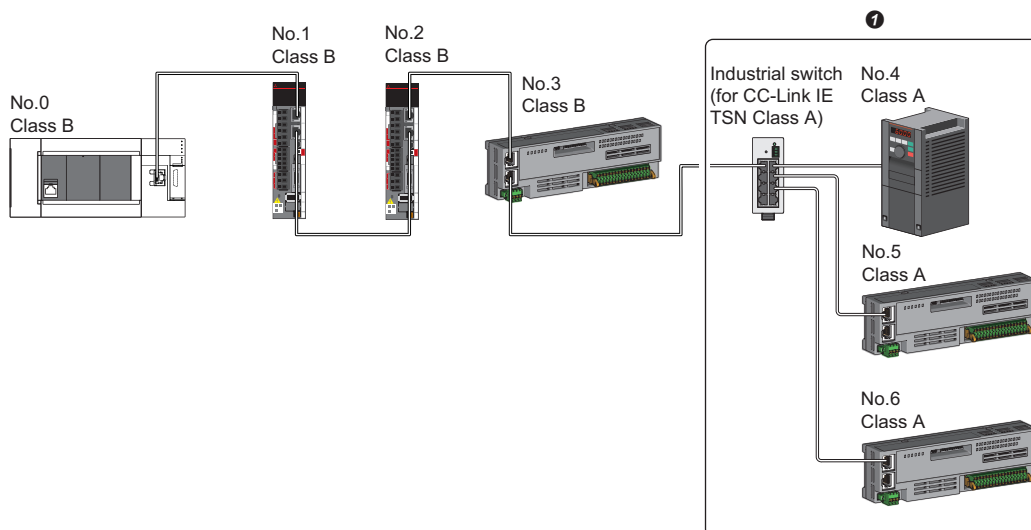 ❶
No.0
Class B
No.1
Class B
No.2
Class B
No.3
Class B
Industrial switch
(for CC-Link IE
TSN Class A)
No.4
Class A
No.5
Class A
No.6
Class A